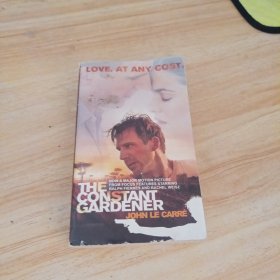 LOVE. AT ANY COST.
NOW A MAJOR MOTION PICTURE
FROM FOCUS FEATURES STARRING
RALPH FIENNES AND RACHEL WEISZ
THE
CONSTANT
GARDENER
JOHN LE CARRÉ